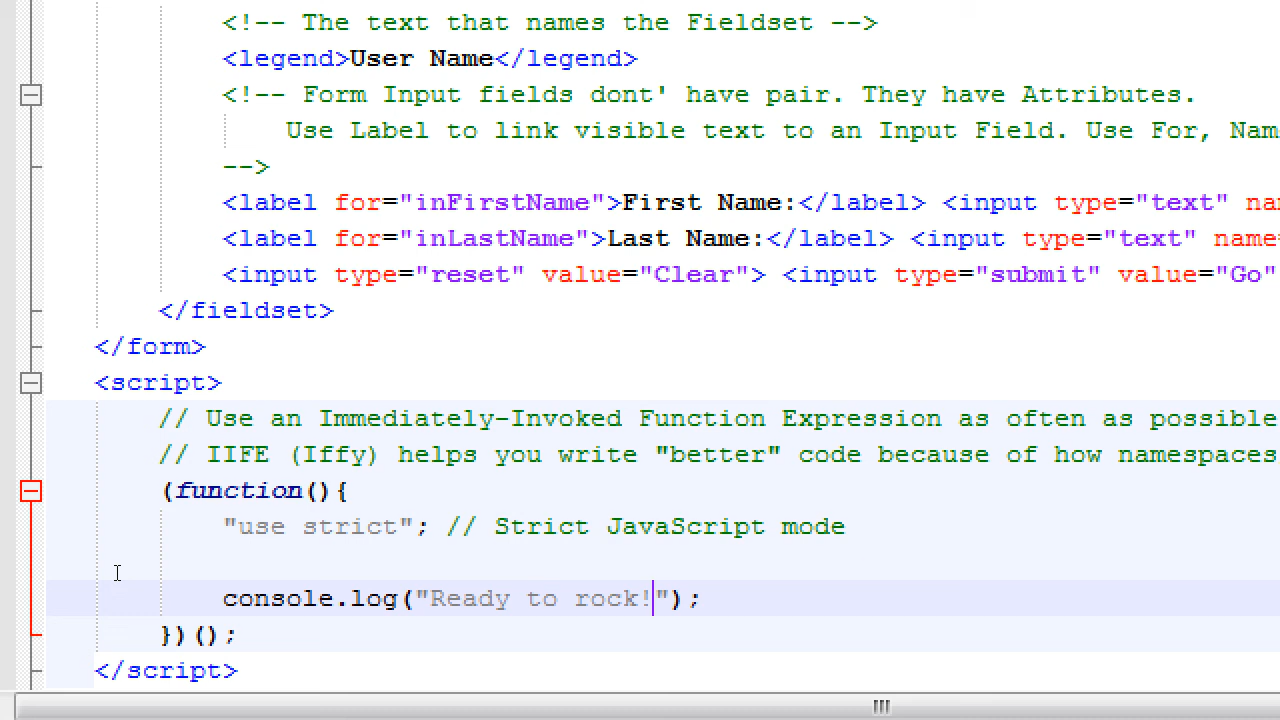 <!-- The text that names the Fieldset -->
<legend>User Name</legend>
<!-- Form Input fields dont' have pair. They have Attributes.
Use Label to link visible text to an Input Field. Use For, Nam
-->
<label for="inFirstName">First Name:</label> <input type="text" na
<label for="inLastName">Last Name:</label> <input type="text" name
<input type="reset" value="Clear"> <input type="submit" value="Go"
</fieldset>
</form>
<script>
// Use an Immediately-Invoked Function Expression as often as possible
// IIFE (Iffy) helps you write "better" code because of how namespaces
(function(){
"use strict"; // Strict JavaScript mode
console.log("Ready to rock!");
})();
</script>